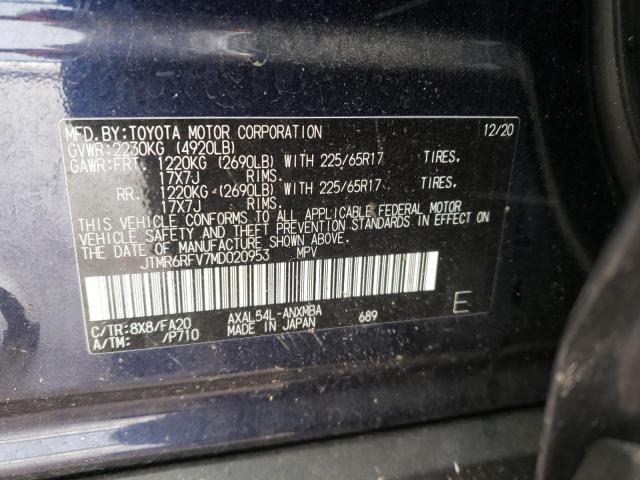 MFD.BY:TOYOTA MOTOR CORPORATION 12/20
GVWR:2230KG (4920LB)
GAWR:FRT. 1220KG (2690LB) WITH 225/65R17 TIRES.
17X7J RIMS.
RR. 1220KG (2690LB) WITH 225/65R17 TIRES.
17X7J RIMS.
THIS VEHICLE CONFORMS TO ALL APPLICABLE FEDERAL MOTOR
VEHICLE SAFETY AND THEFT PREVENTION STANDARDS IN EFFECT ON
THE DATE OF MANUFACTURE SHOWN ABOVE.
JTMR6RFV7MD020953 MPV
C/TR:8X8/FA20 AXAL54L-ANXMBA 689
A/TM: /P710 MADE IN JAPAN
E